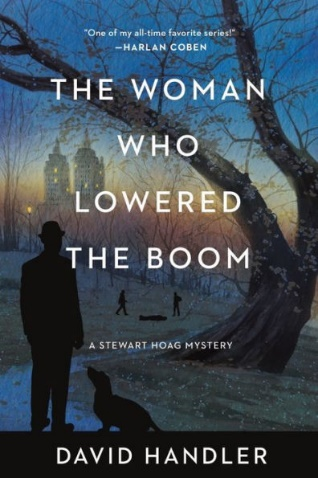 "One of my all-time favorite series!"
—HARLAN COBEN
THE WOMAN
WHO
LOWERED
THE BOOM
A STEWART HOAG MYSTERY
DAVID HANDLER